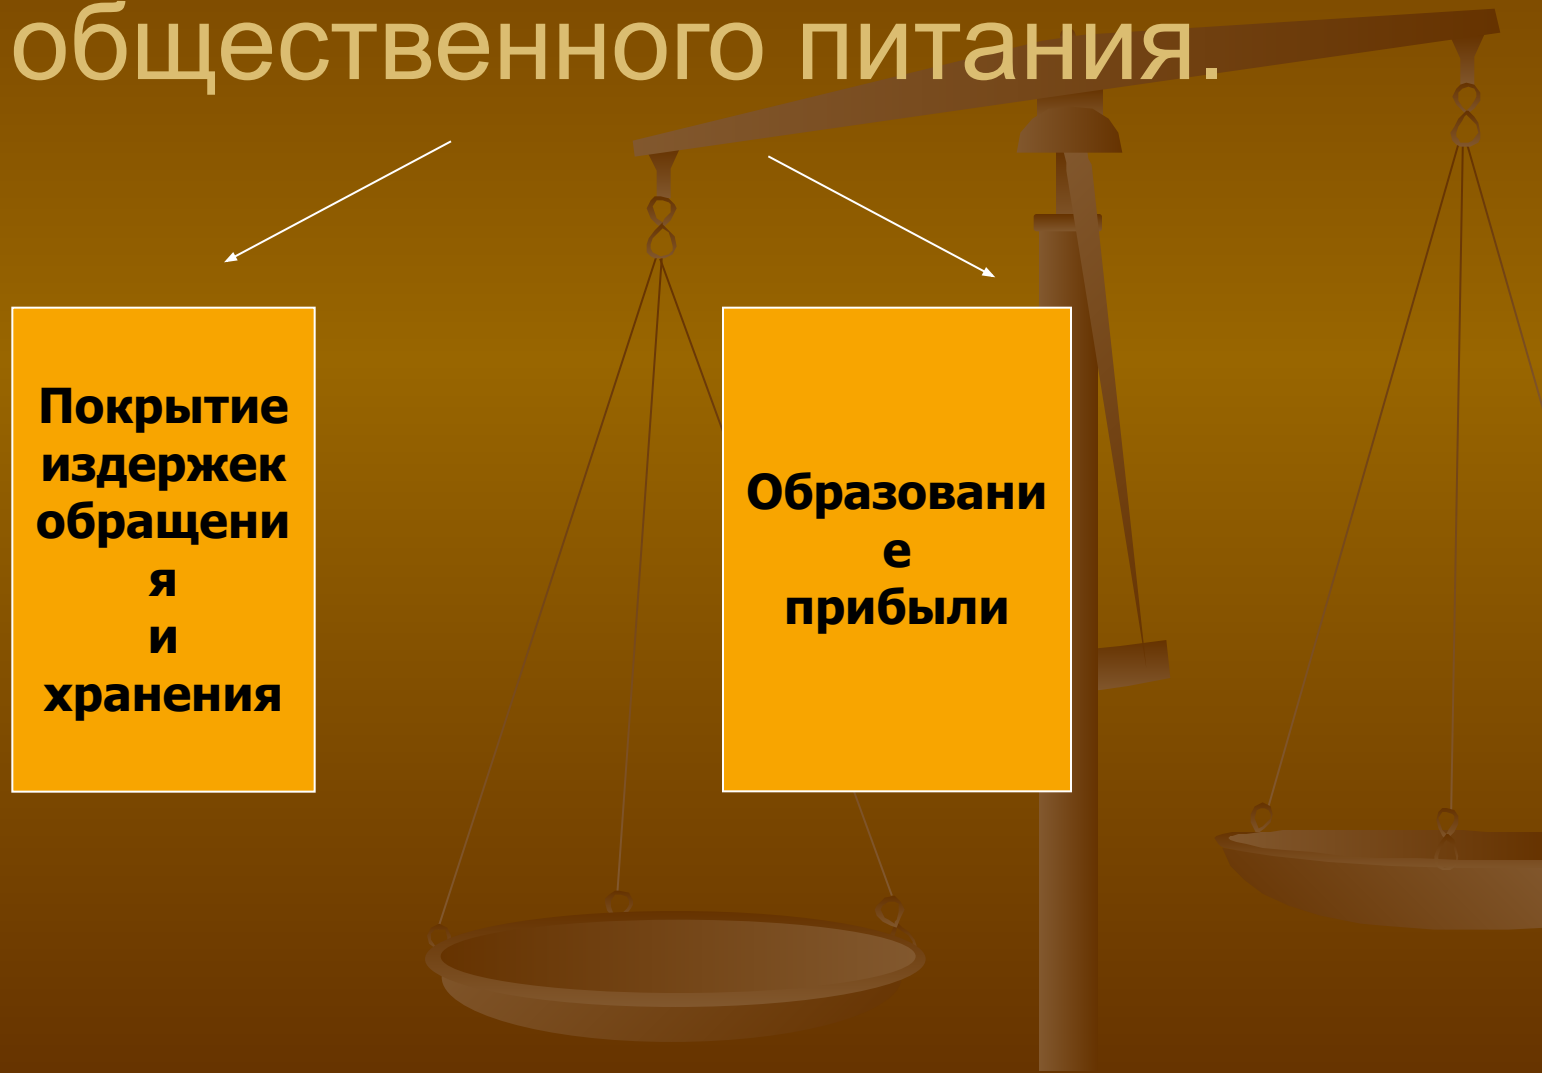 общественного питания.
Покрытие
издержек
обращени
я
и
хранения
Образовани
е
прибыли